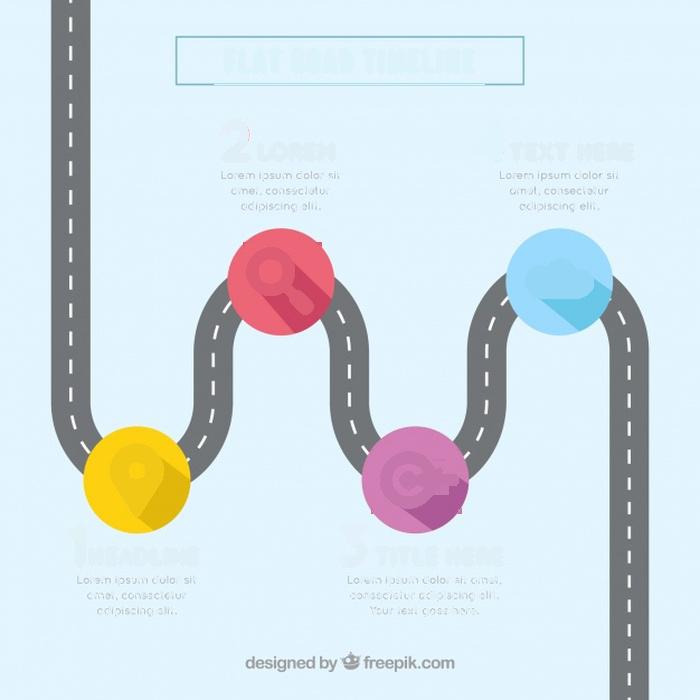 FLAT ROAD TIMELINE
2 LOREM
Lorem ipsum dolor sit
amet, consectetur
adipiscing elit.
TEXT HERE
Lorem ipsum dolor sit
amet, consectetur
adipiscing elit.
1 HEADLINE
Lorem ipsum dolor sit
amet, consectetur
adipiscing elit.
3 TITLE HERE
Lorem ipsum dolor sit amet,
consectetur adipiscing elit.
Your text goes here.
designed by freepik.com